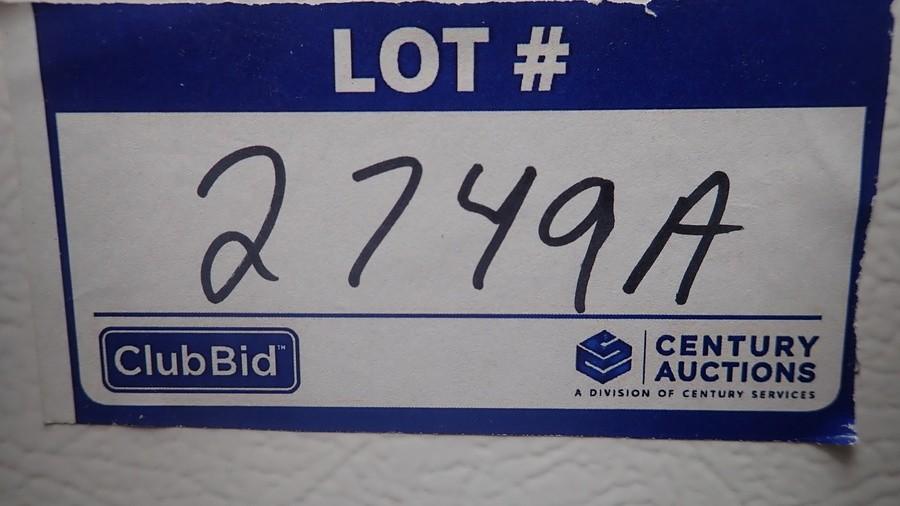 LOT #
2749A
ClubBid™
CENTURY
AUCTIONS
A DIVISION OF CENTURY SERVICES